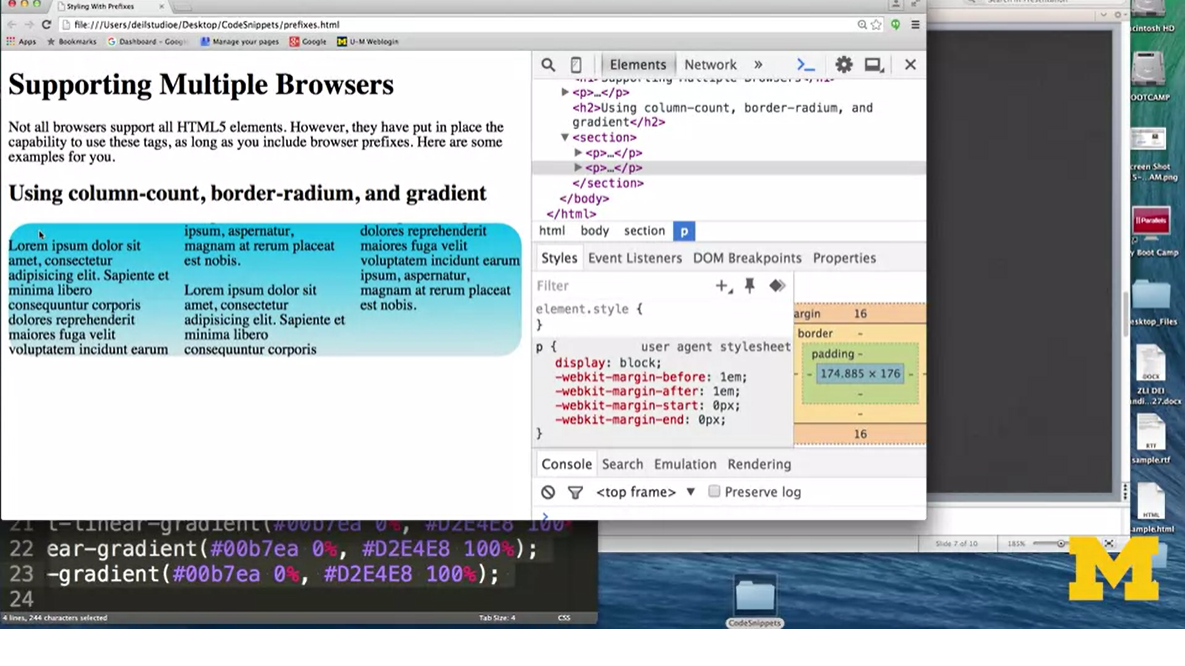 Styling With Prefixes
file:///Users/deilstudioe/Desktop/CodeSnippets/prefixes.html
Apps Bookmarks Dashboard - Googl Manage your pages Google U-M Weblogin
Supporting Multiple Browsers
Not all browsers support all HTML5 elements. However, they have put in place the
capability to use these tags, as long as you include browser prefixes. Here are some
examples for you.
Using column-count, border-radium, and gradient
Lorem ipsum dolor sit
amet, consectetur
adipisicing elit. Sapiente et
minima libero
consequuntur corporis
dolores reprehenderit
maiores fuga velit
voluptatem incidunt earum
ipsum, aspernatur,
magnam at rerum placeat
est nobis.
Lorem ipsum dolor sit
amet, consectetur
adipisicing elit. Sapiente et
minima libero
consequuntur corporis
dolores reprehenderit
maiores fuga velit
voluptatem incidunt earum
ipsum, aspernatur,
magnam at rerum placeat
est nobis.
Elements Network »
<h1>Supporting Multiple Browsers</h1>
<p>…</p>
<h2>Using column-count, border-radium, and
gradient</h2>
<section>
<p>…</p>
<p>…</p>
</section>
</body>
</html>
html body section p
Styles Event Listeners DOM Breakpoints Properties
Filter
element.style {
}
p { user agent stylesheet
display: block;
-webkit-margin-before: 1em;
-webkit-margin-after: 1em;
-webkit-margin-start: 0px;
-webkit-margin-end: 0px;
}
argin 16
border -
padding -
- - 174.885 × 176 - -
-
-
16
Console Search Emulation Rendering
<top frame> ▼ Preserve log
21 t-linear-gradient(#00b7ea 0%, #D2E4E8 100%
22 ear-gradient(#00b7ea 0%, #D2E4E8 100%);
23 -gradient(#00b7ea 0%, #D2E4E8 100%);
24
4 lines, 244 characters selected Tab Size: 4 CSS
Slide 7 of 10 185%
cintosh HD
OOTCAMP
creen Shot
5-...AM.png
Parallels
y Boot Camp
esktop_Files
DOCX
ZLI DEI
ndi...27.docx
RTF
sample.rtf
HTML
ample.html
CodeSnippets
M